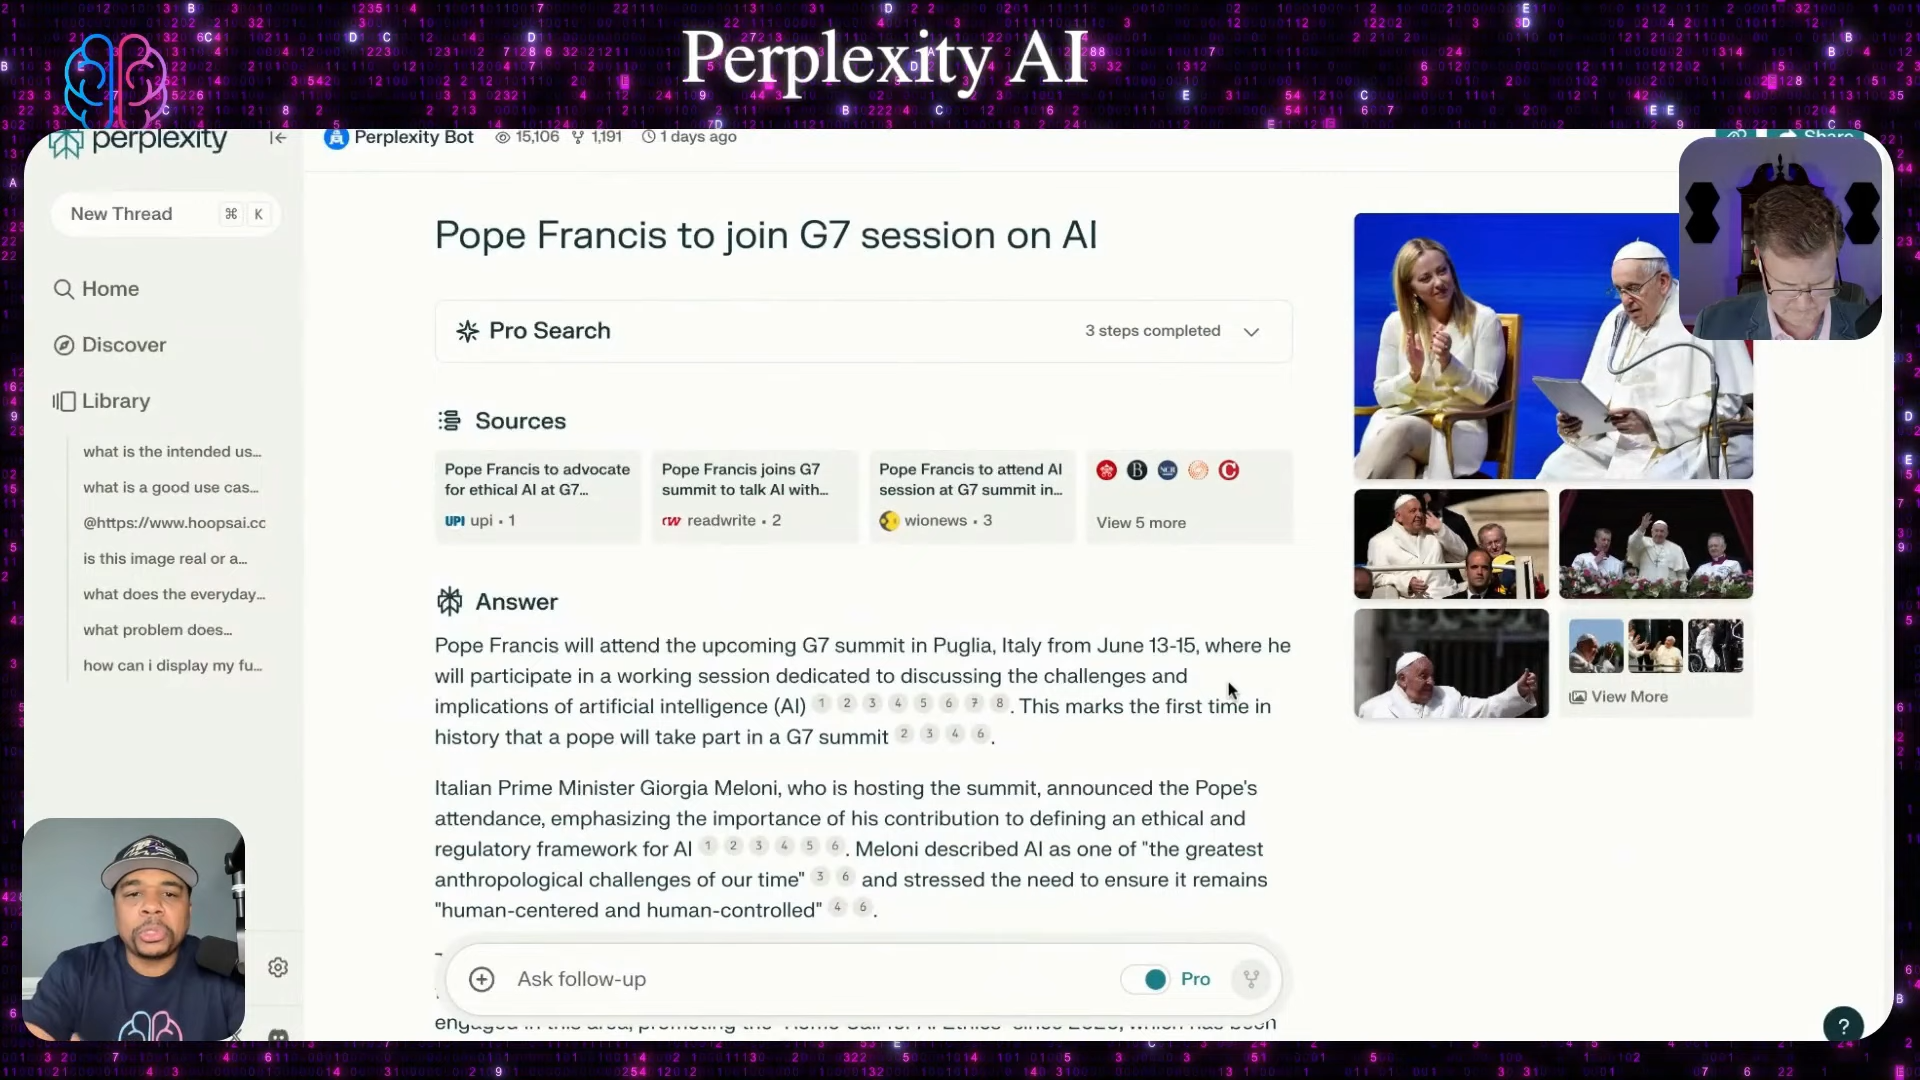 Perplexity AI
perplexity
Perplexity Bot 15,106 1,191 1 days ago
Share
New Thread ⌘ K
Home
Discover
Library
what is the intended us...
what is a good use cas...
@https://www.hoopsai.cc
is this image real or a...
what does the everyday...
what problem does...
how can i display my fu...
Pope Francis to join G7 session on AI
Pro Search 3 steps completed
Sources
Pope Francis to advocate
for ethical AI at G7...
UPI upi • 1
Pope Francis joins G7
summit to talk AI with...
rw readwrite • 2
Pope Francis to attend AI
session at G7 summit in...
wionews • 3
View 5 more
Answer
Pope Francis will attend the upcoming G7 summit in Puglia, Italy from June 13-15, where he
will participate in a working session dedicated to discussing the challenges and
implications of artificial intelligence (AI) 1 2 3 4 5 6 7 8 . This marks the first time in
history that a pope will take part in a G7 summit 2 3 4 6 .
Italian Prime Minister Giorgia Meloni, who is hosting the summit, announced the Pope's
attendance, emphasizing the importance of his contribution to defining an ethical and
regulatory framework for AI 1 2 3 4 5 6 . Meloni described AI as one of "the greatest
anthropological challenges of our time" 3 6 and stressed the need to ensure it remains
"human-centered and human-controlled" 4 6 .
View More
Ask follow-up Pro
?